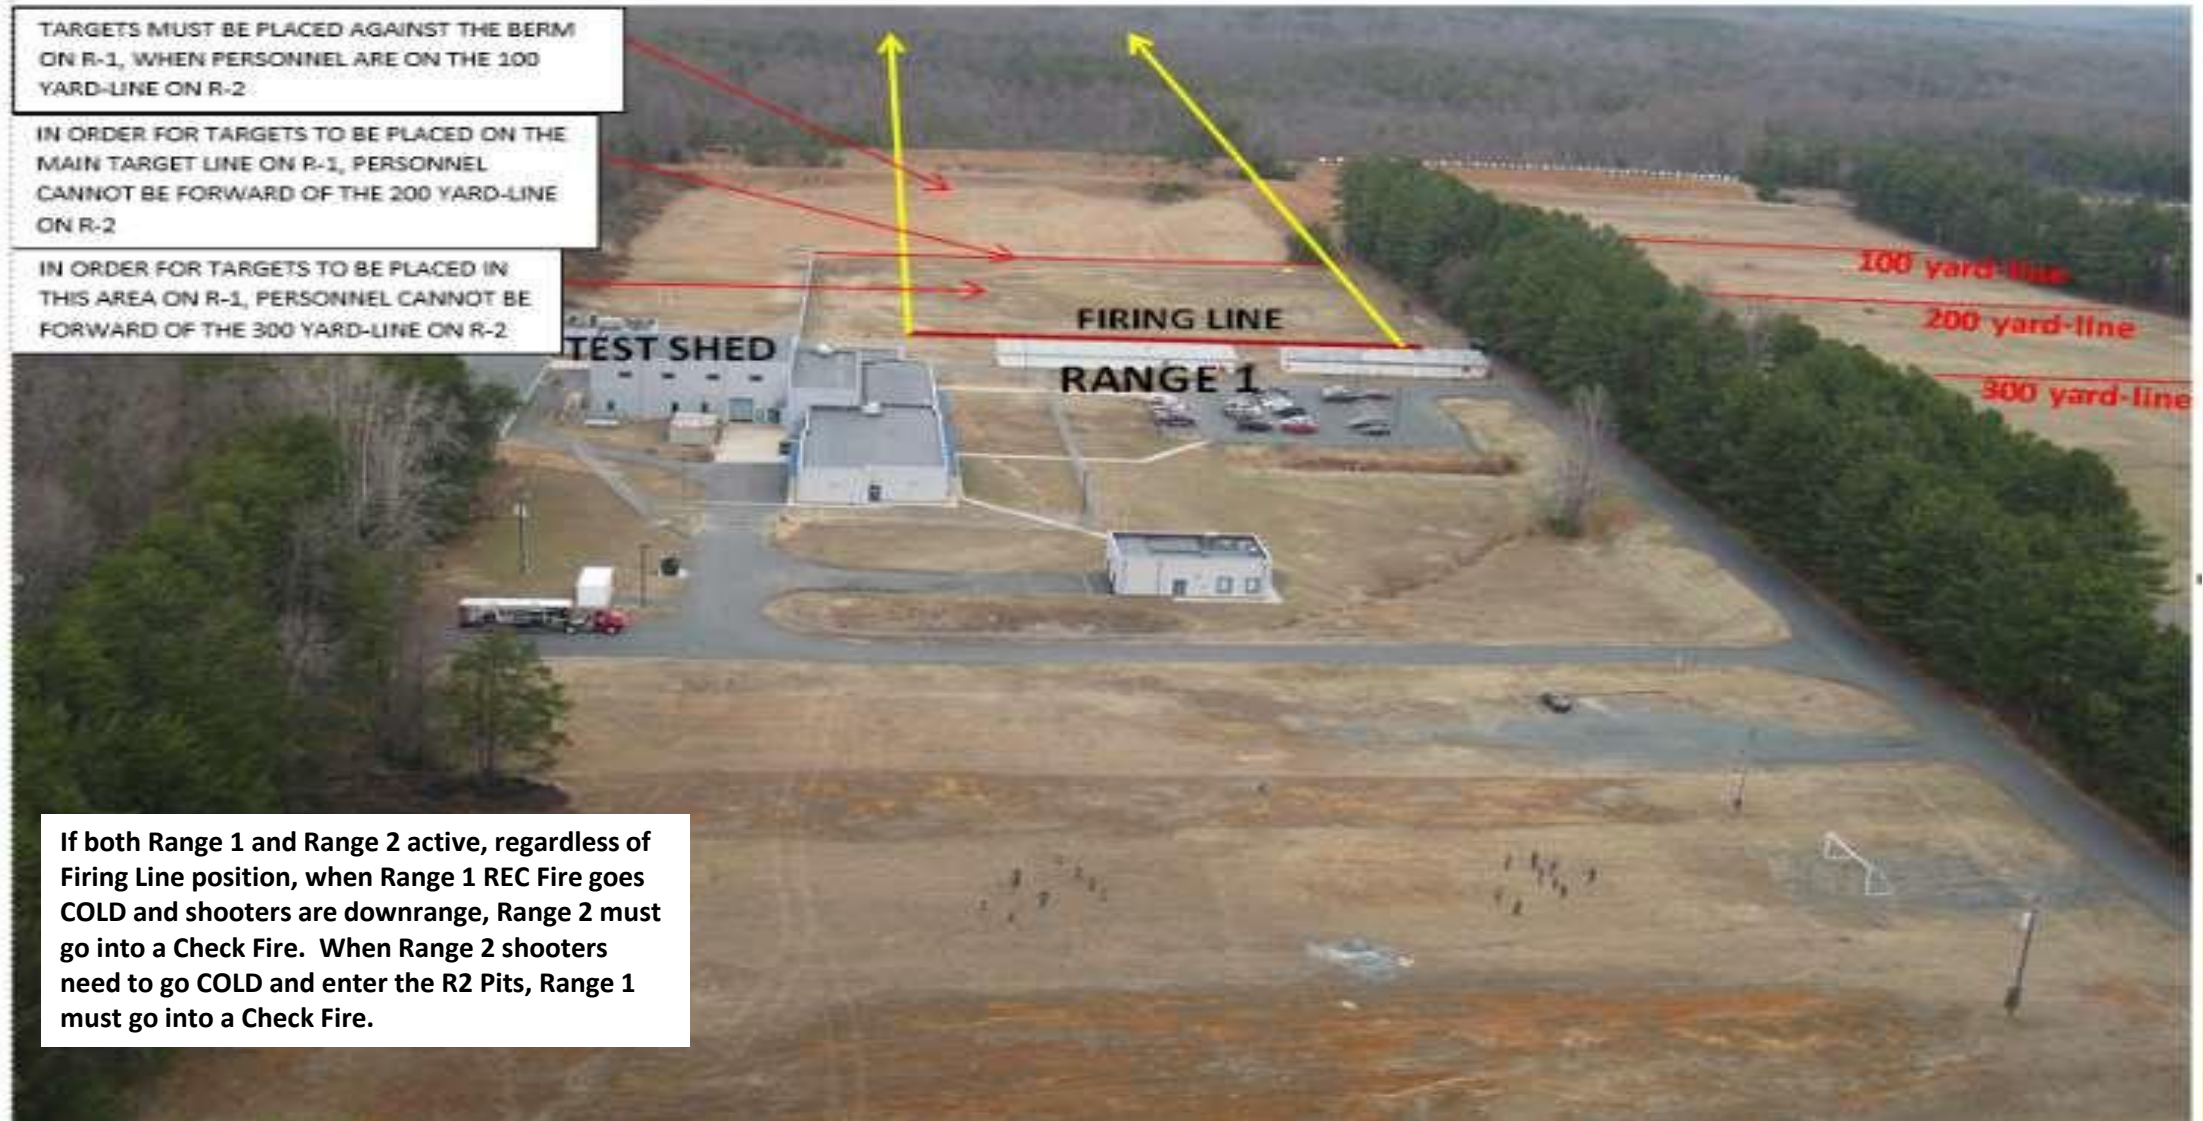 TARGETS MUST BE PLACED AGAINST THE BERM
ON R-1, WHEN PERSONNEL ARE ON THE 100
YARD-LINE ON R-2
IN ORDER FOR TARGETS TO BE PLACED ON THE
MAIN TARGET LINE ON R-1, PERSONNEL
CANNOT BE FORWARD OF THE 200 YARD-LINE
ON R-2
IN ORDER FOR TARGETS TO BE PLACED IN
THIS AREA ON R-1, PERSONNEL CANNOT BE
FORWARD OF THE 300 YARD-LINE ON R-2
100 yard-line
200 yard-line
300 yard-line
FIRING LINE
TEST SHED
RANGE 1
If both Range 1 and Range 2 active, regardless of
Firing Line position, when Range 1 REC Fire goes
COLD and shooters are downrange, Range 2 must
go into a Check Fire.  When Range 2 shooters
need to go COLD and enter the R2 Pits, Range 1
must go into a Check Fire.